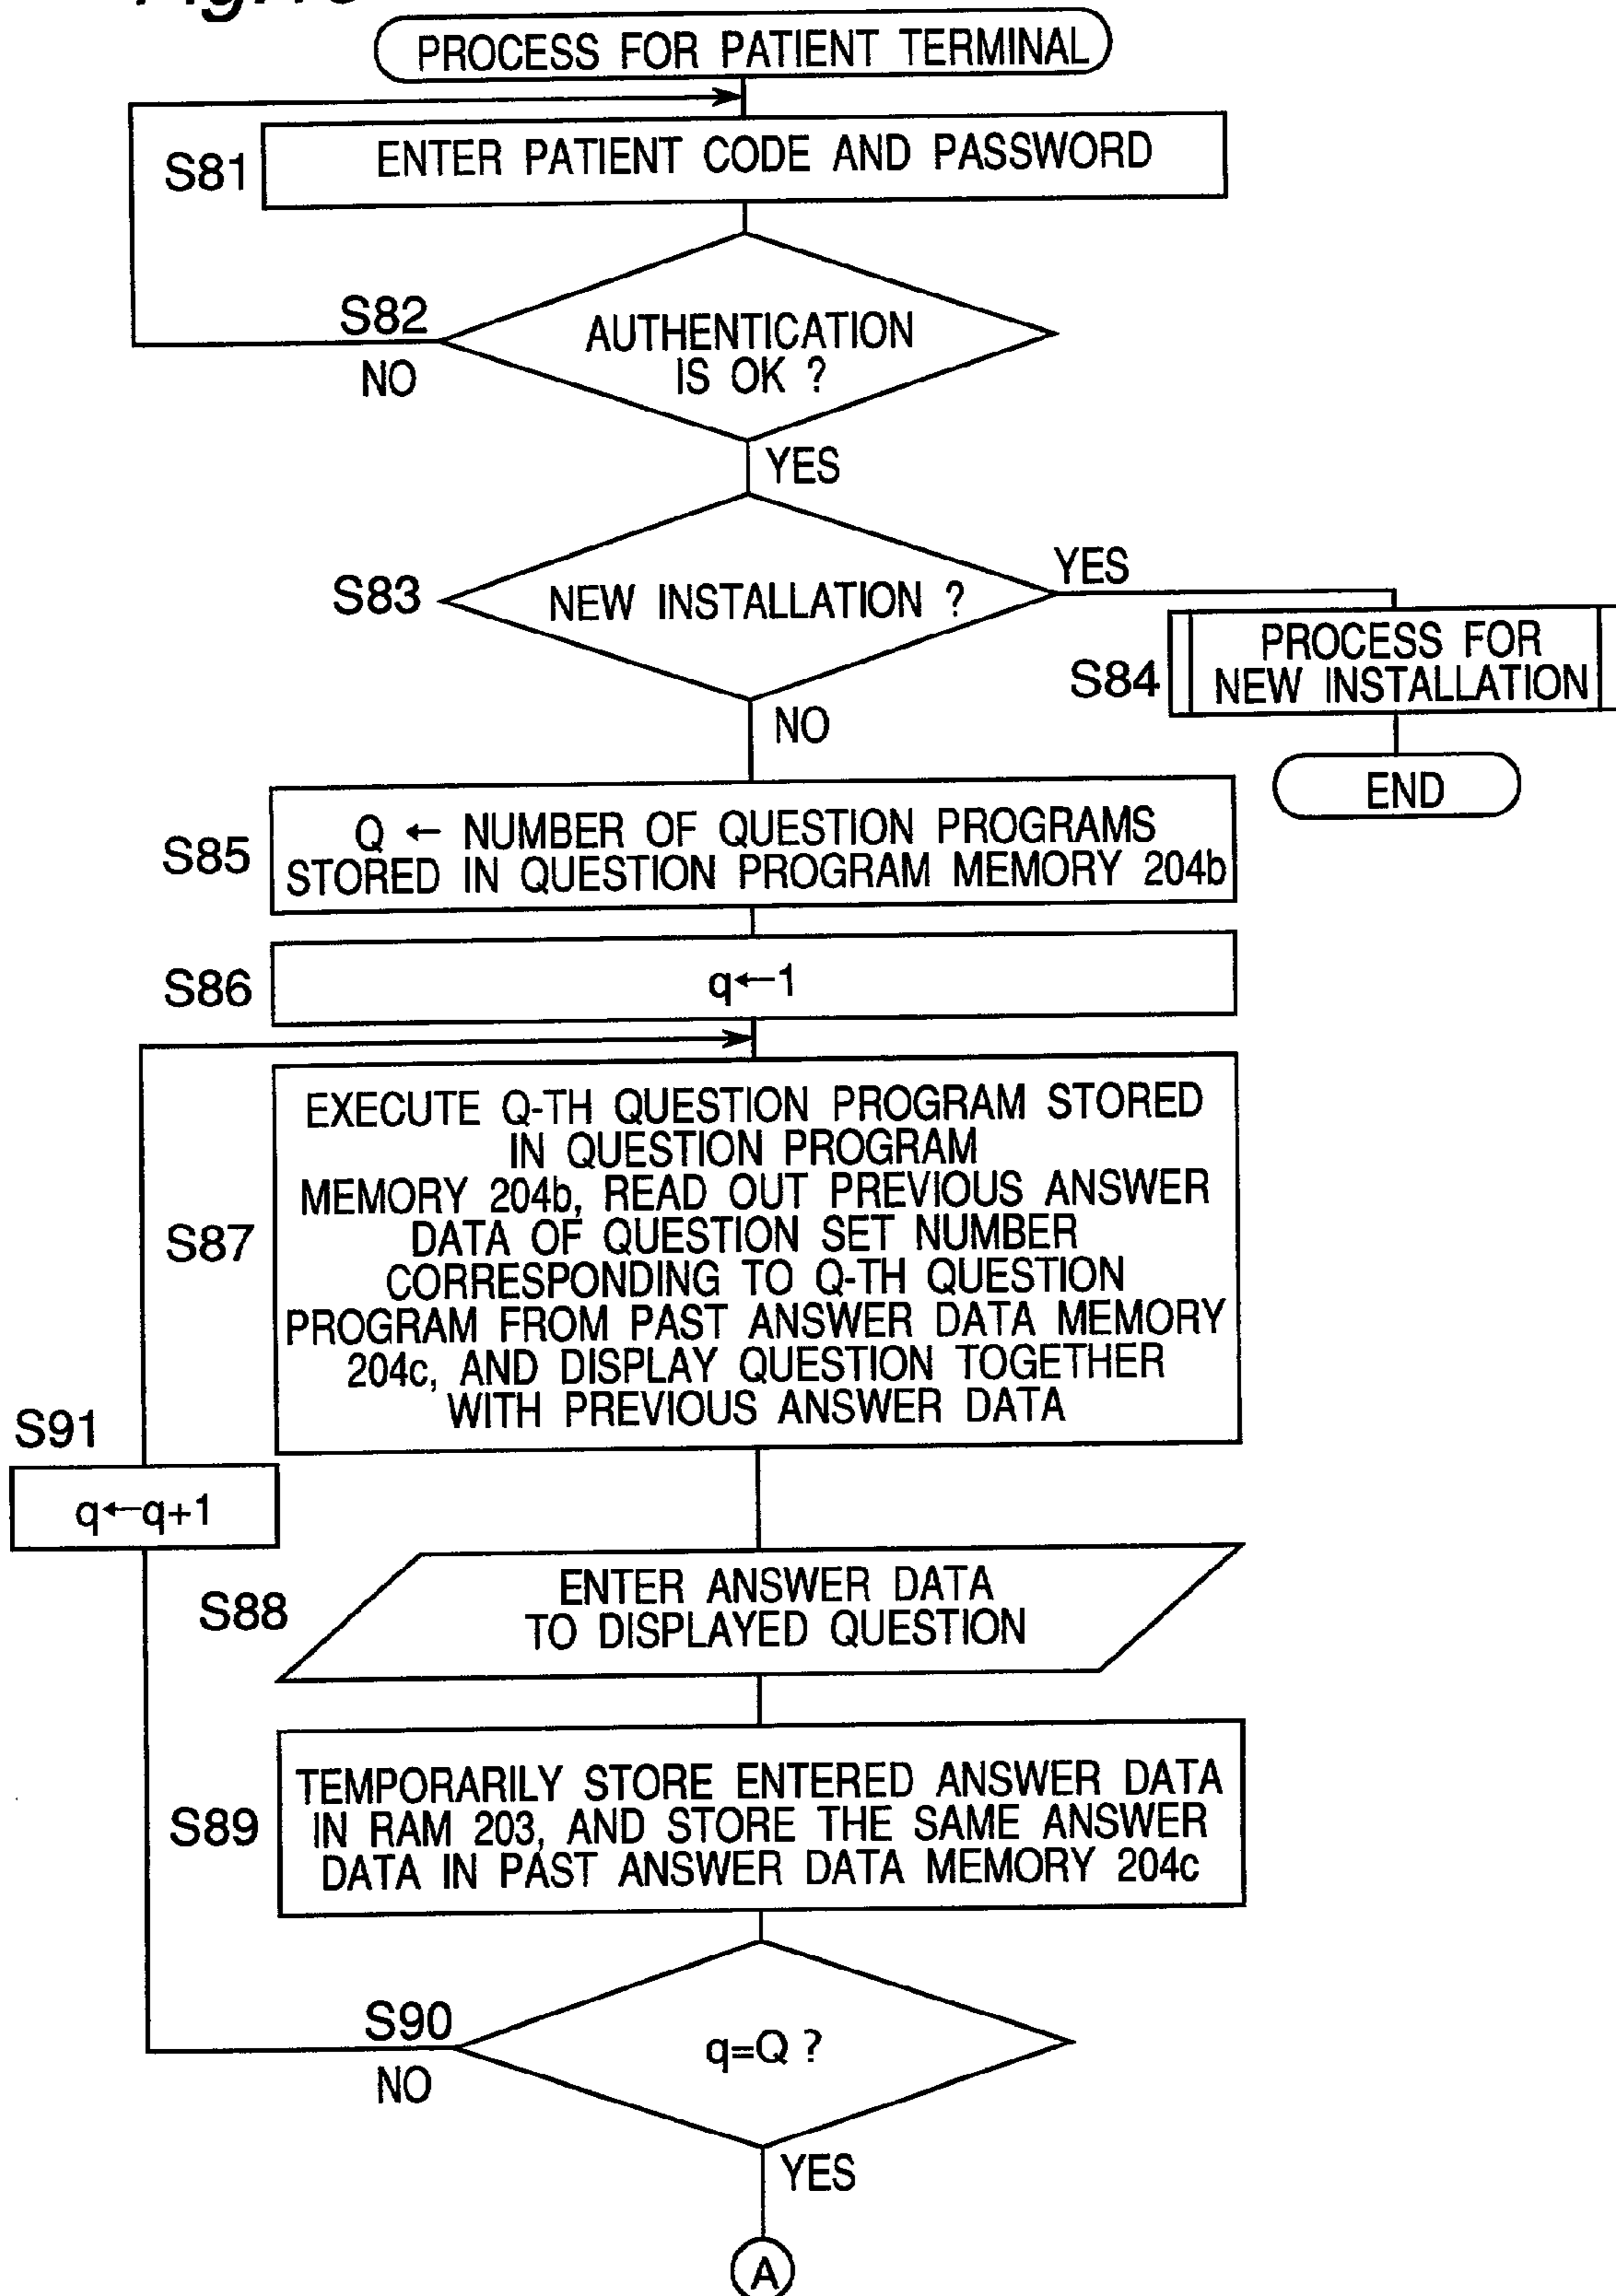 PROCESS FOR PATIENT TERMINAL
S81
ENTER PATIENT CODE AND PASSWORD
S82
AUTHENTICATION
IS OK ?
NO
YES
S83
NEW INSTALLATION ?
YES
S84
PROCESS FOR
NEW INSTALLATION
NO
END
S85
Q ← NUMBER OF QUESTION PROGRAMS
STORED IN QUESTION PROGRAM MEMORY 204b
S86
q←1
S87
EXECUTE Q-TH QUESTION PROGRAM STORED
IN QUESTION PROGRAM
MEMORY 204b, READ OUT PREVIOUS ANSWER
DATA OF QUESTION SET NUMBER
CORRESPONDING TO Q-TH QUESTION
PROGRAM FROM PAST ANSWER DATA MEMORY
204c, AND DISPLAY QUESTION TOGETHER
WITH PREVIOUS ANSWER DATA
S91
q←q+1
S88
ENTER ANSWER DATA
TO DISPLAYED QUESTION
S89
TEMPORARILY STORE ENTERED ANSWER DATA
IN RAM 203, AND STORE THE SAME ANSWER
DATA IN PAST ANSWER DATA MEMORY 204c
S90
q=Q ?
NO
YES
A